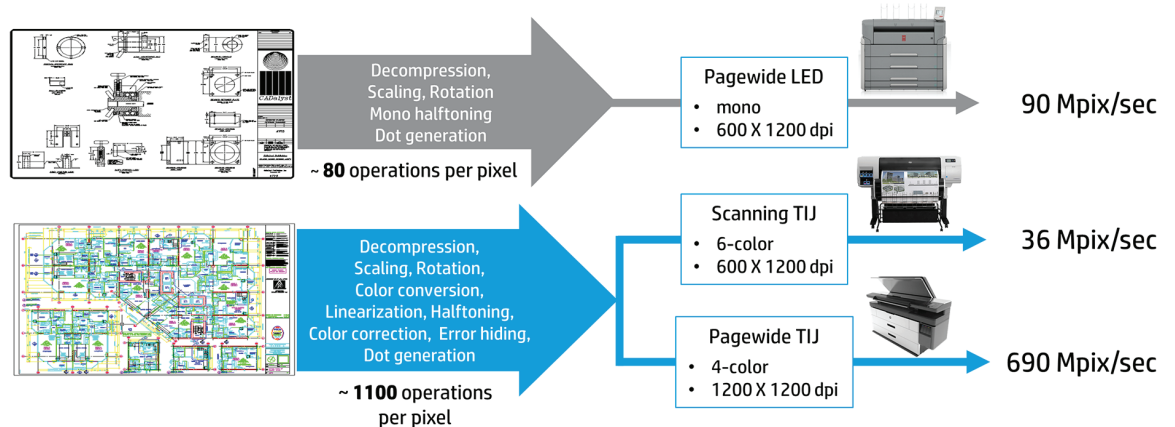 Decompression,
Scaling, Rotation
Mono halftoning
Dot generation
~ 80 operations per pixel
Pagewide LED
• mono
• 600 X 1200 dpi
90 Mpix/sec
CADalyst
Decompression,
Scaling, Rotation,
Color conversion,
Linearization, Halftoning,
Color correction, Error hiding,
Dot generation
~ 1100 operations
per pixel
Scanning TIJ
• 6-color
• 600 X 1200 dpi
36 Mpix/sec
Pagewide TIJ
• 4-color
• 1200 X 1200 dpi
690 Mpix/sec